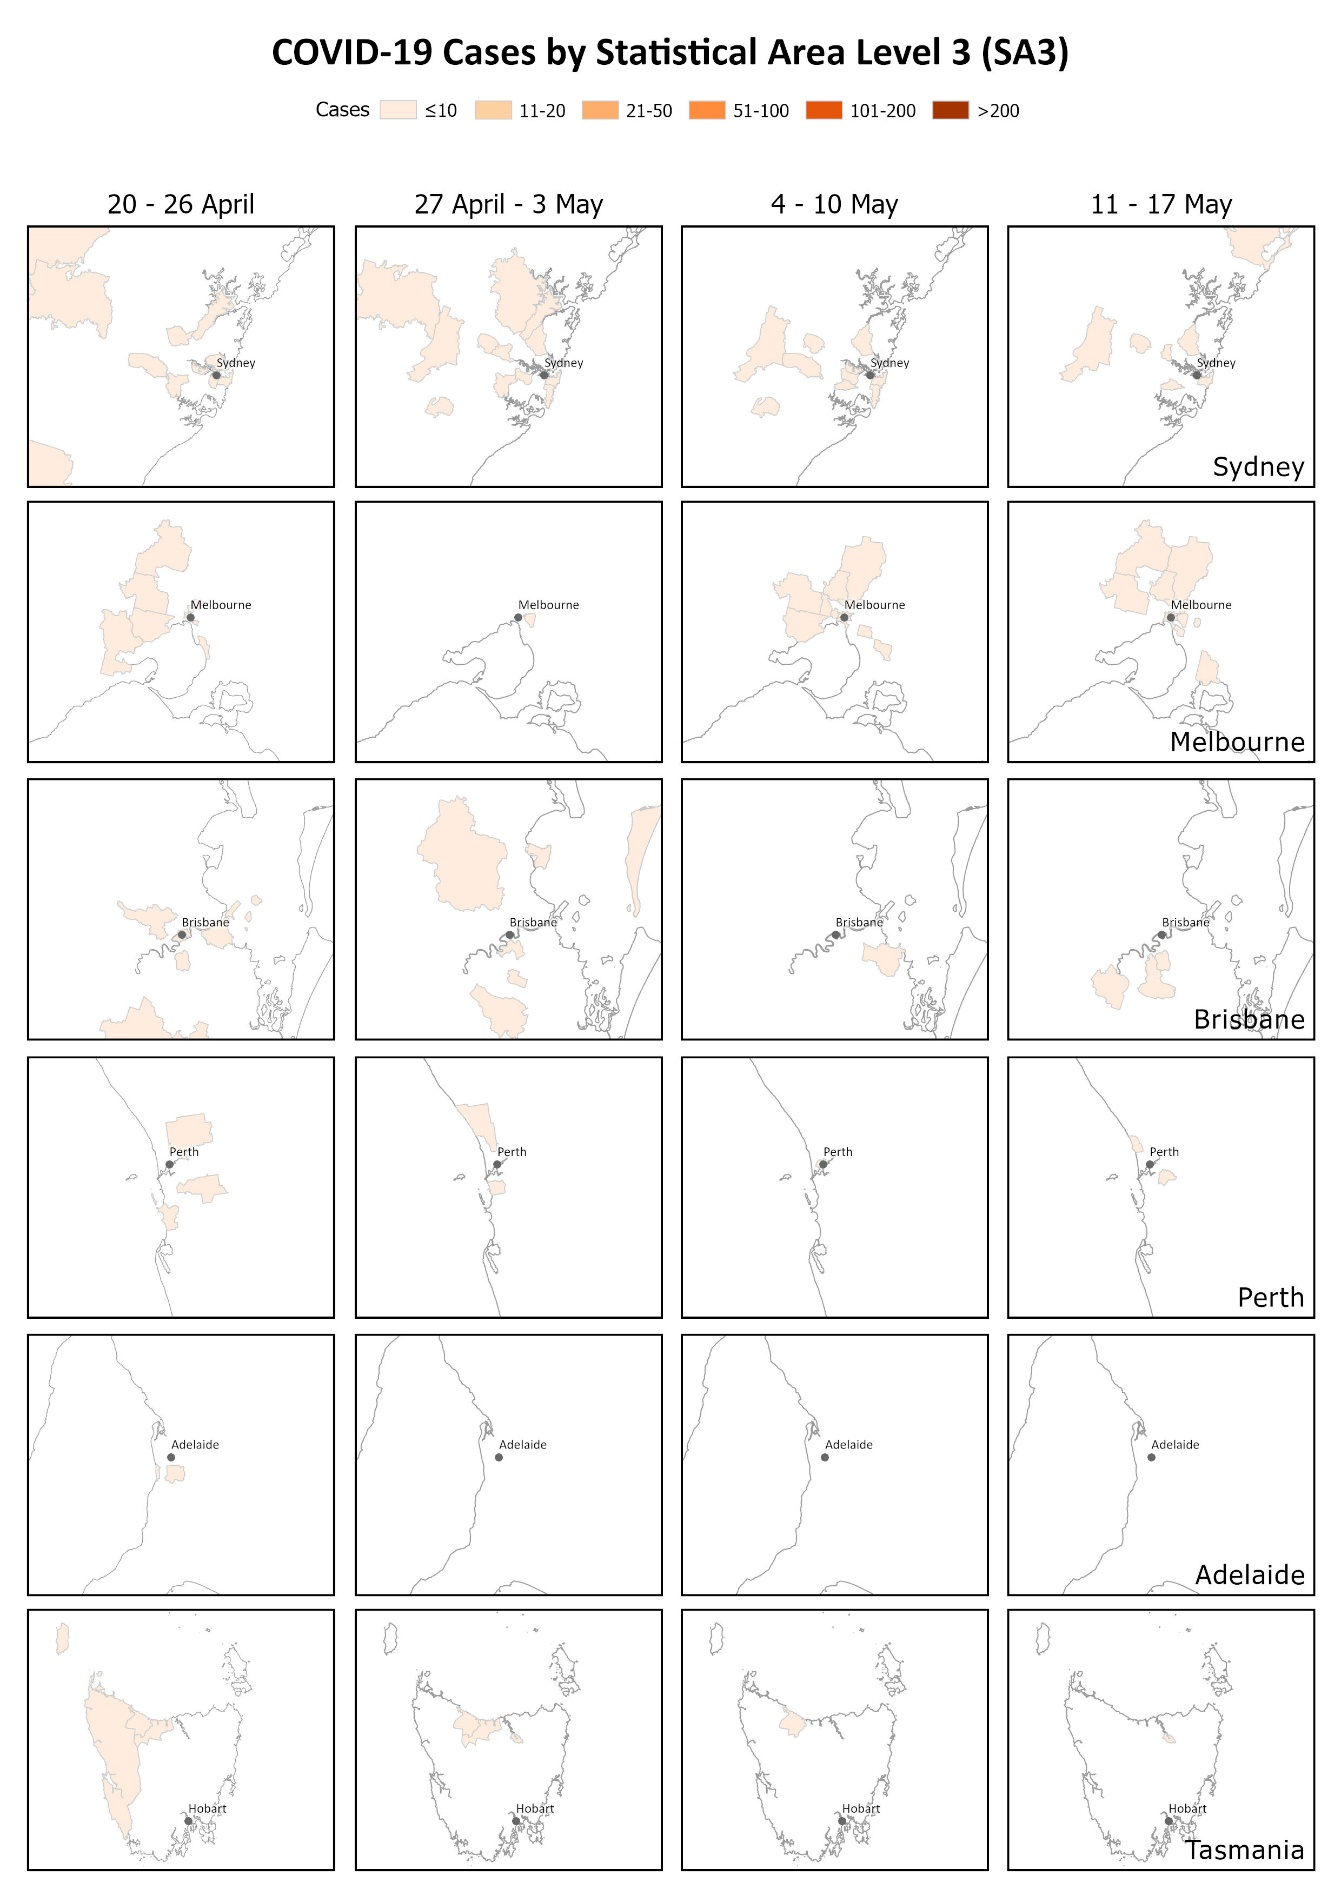 COVID-19 Cases by Statistical Area Level 3 (SA3)
Cases ≤10 11-20 21-50 51-100 101-200 >200
20 - 26 April 27 April - 3 May 4 - 10 May 11 - 17 May
Sydney Sydney Sydney Sydney
Sydney
Melbourne Melbourne Melbourne Melbourne
Melbourne
Brisbane Brisbane Brisbane Brisbane
Brisbane
Perth Perth Perth Perth
Perth
Adelaide Adelaide Adelaide Adelaide
Adelaide
Hobart Hobart Hobart Hobart
Tasmania